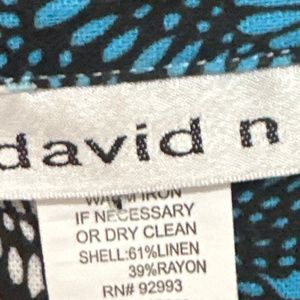 david n
WARM IRON
IF NECESSARY
OR DRY CLEAN
SHELL:61%LINEN
39%RAYON
RN# 92993